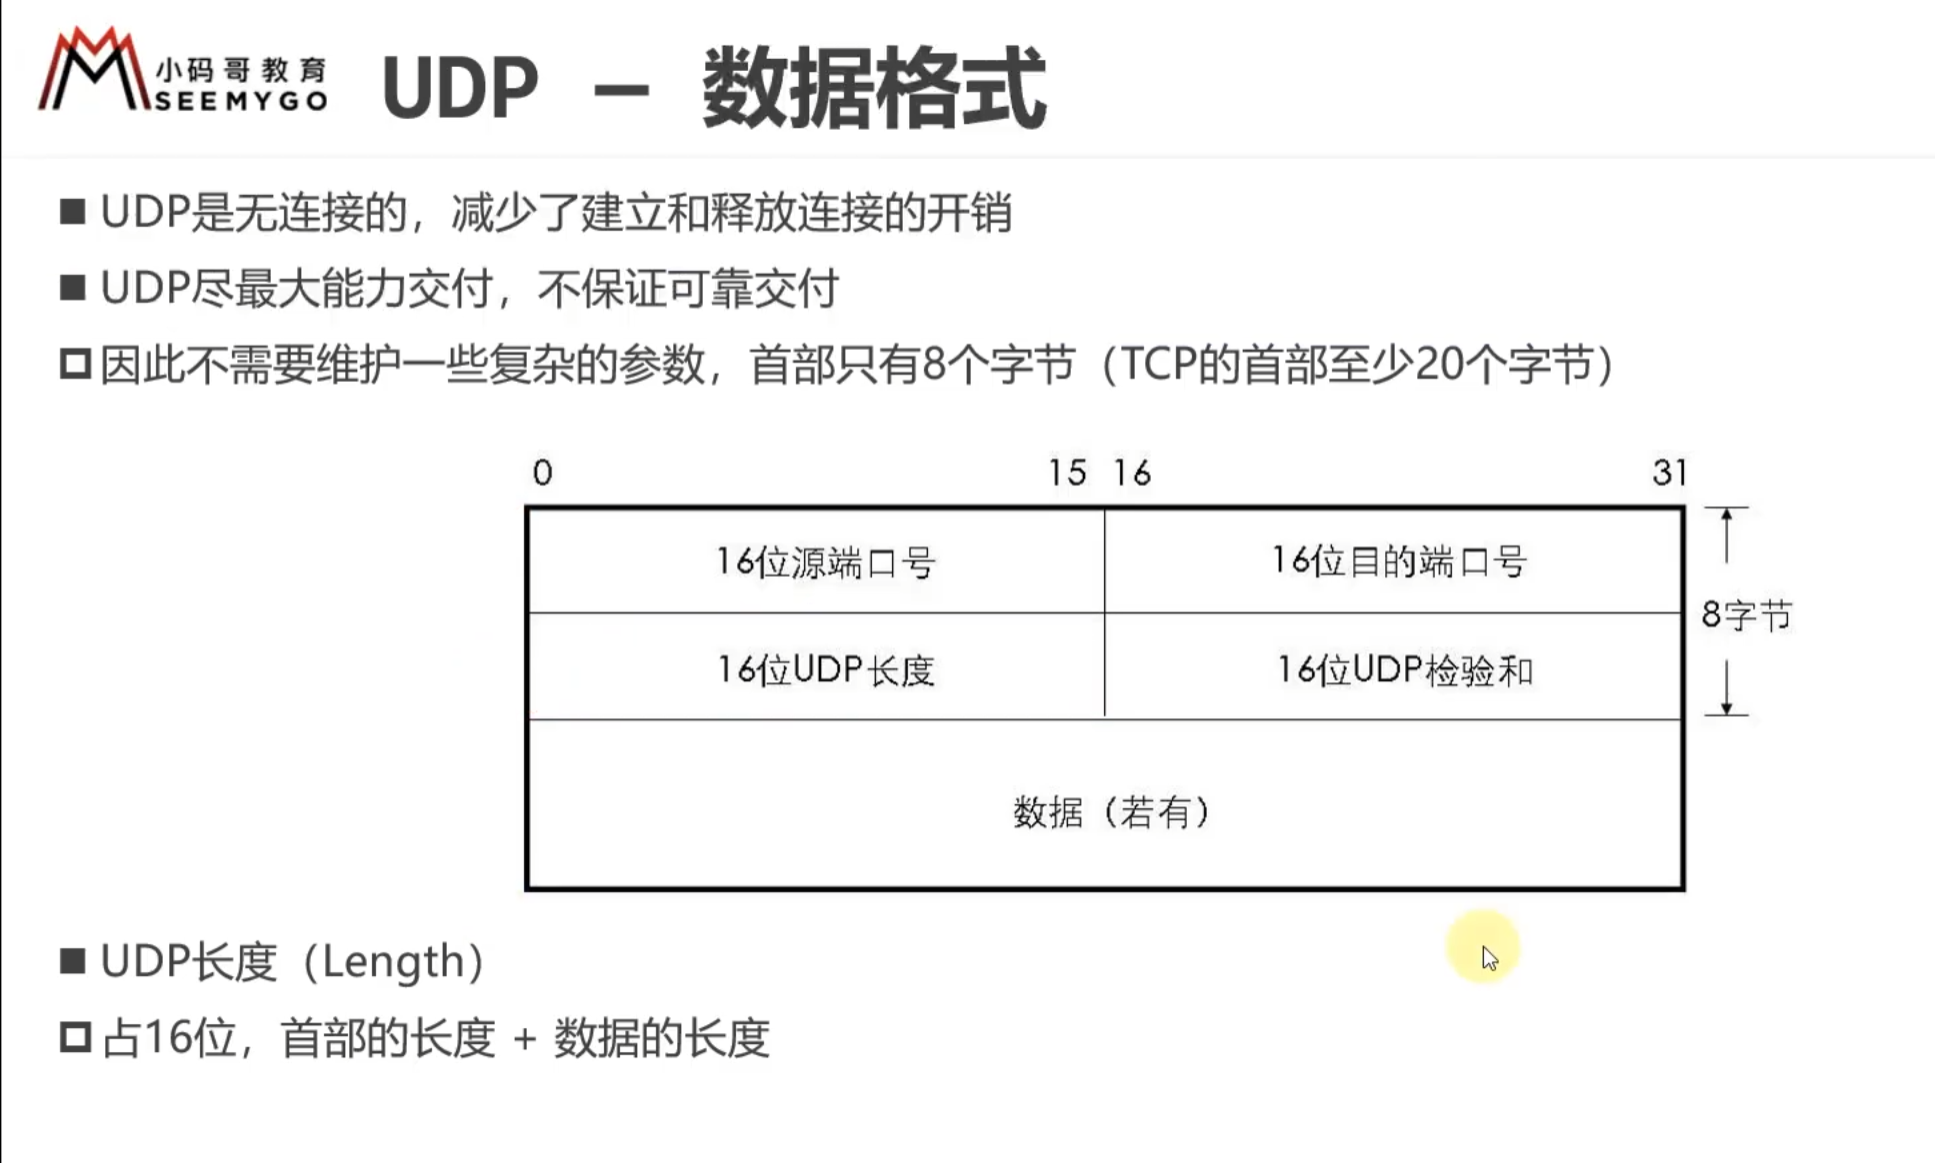 小码哥教育
SEEMYGO
UDP – 数据格式
■ UDP是无连接的，减少了建立和释放连接的开销
■ UDP尽最大能力交付，不保证可靠交付
因此不需要维护一些复杂的参数，首部只有8个字节（TCP的首部至少20个字节）
0 15 16 31
16位源端口号 16位目的端口号
8字节
16位UDP长度 16位UDP检验和
数据（若有）
■ UDP长度（Length）
占16位，首部的长度 + 数据的长度